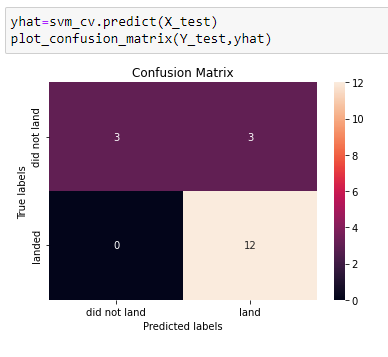 yhat=svm_cv.predict(X_test)
plot_confusion_matrix(Y_test,yhat)
Confusion Matrix
True labels
did not land
landed
3
3
0
12
did not land
land
Predicted labels
12
10
8
6
4
2
0